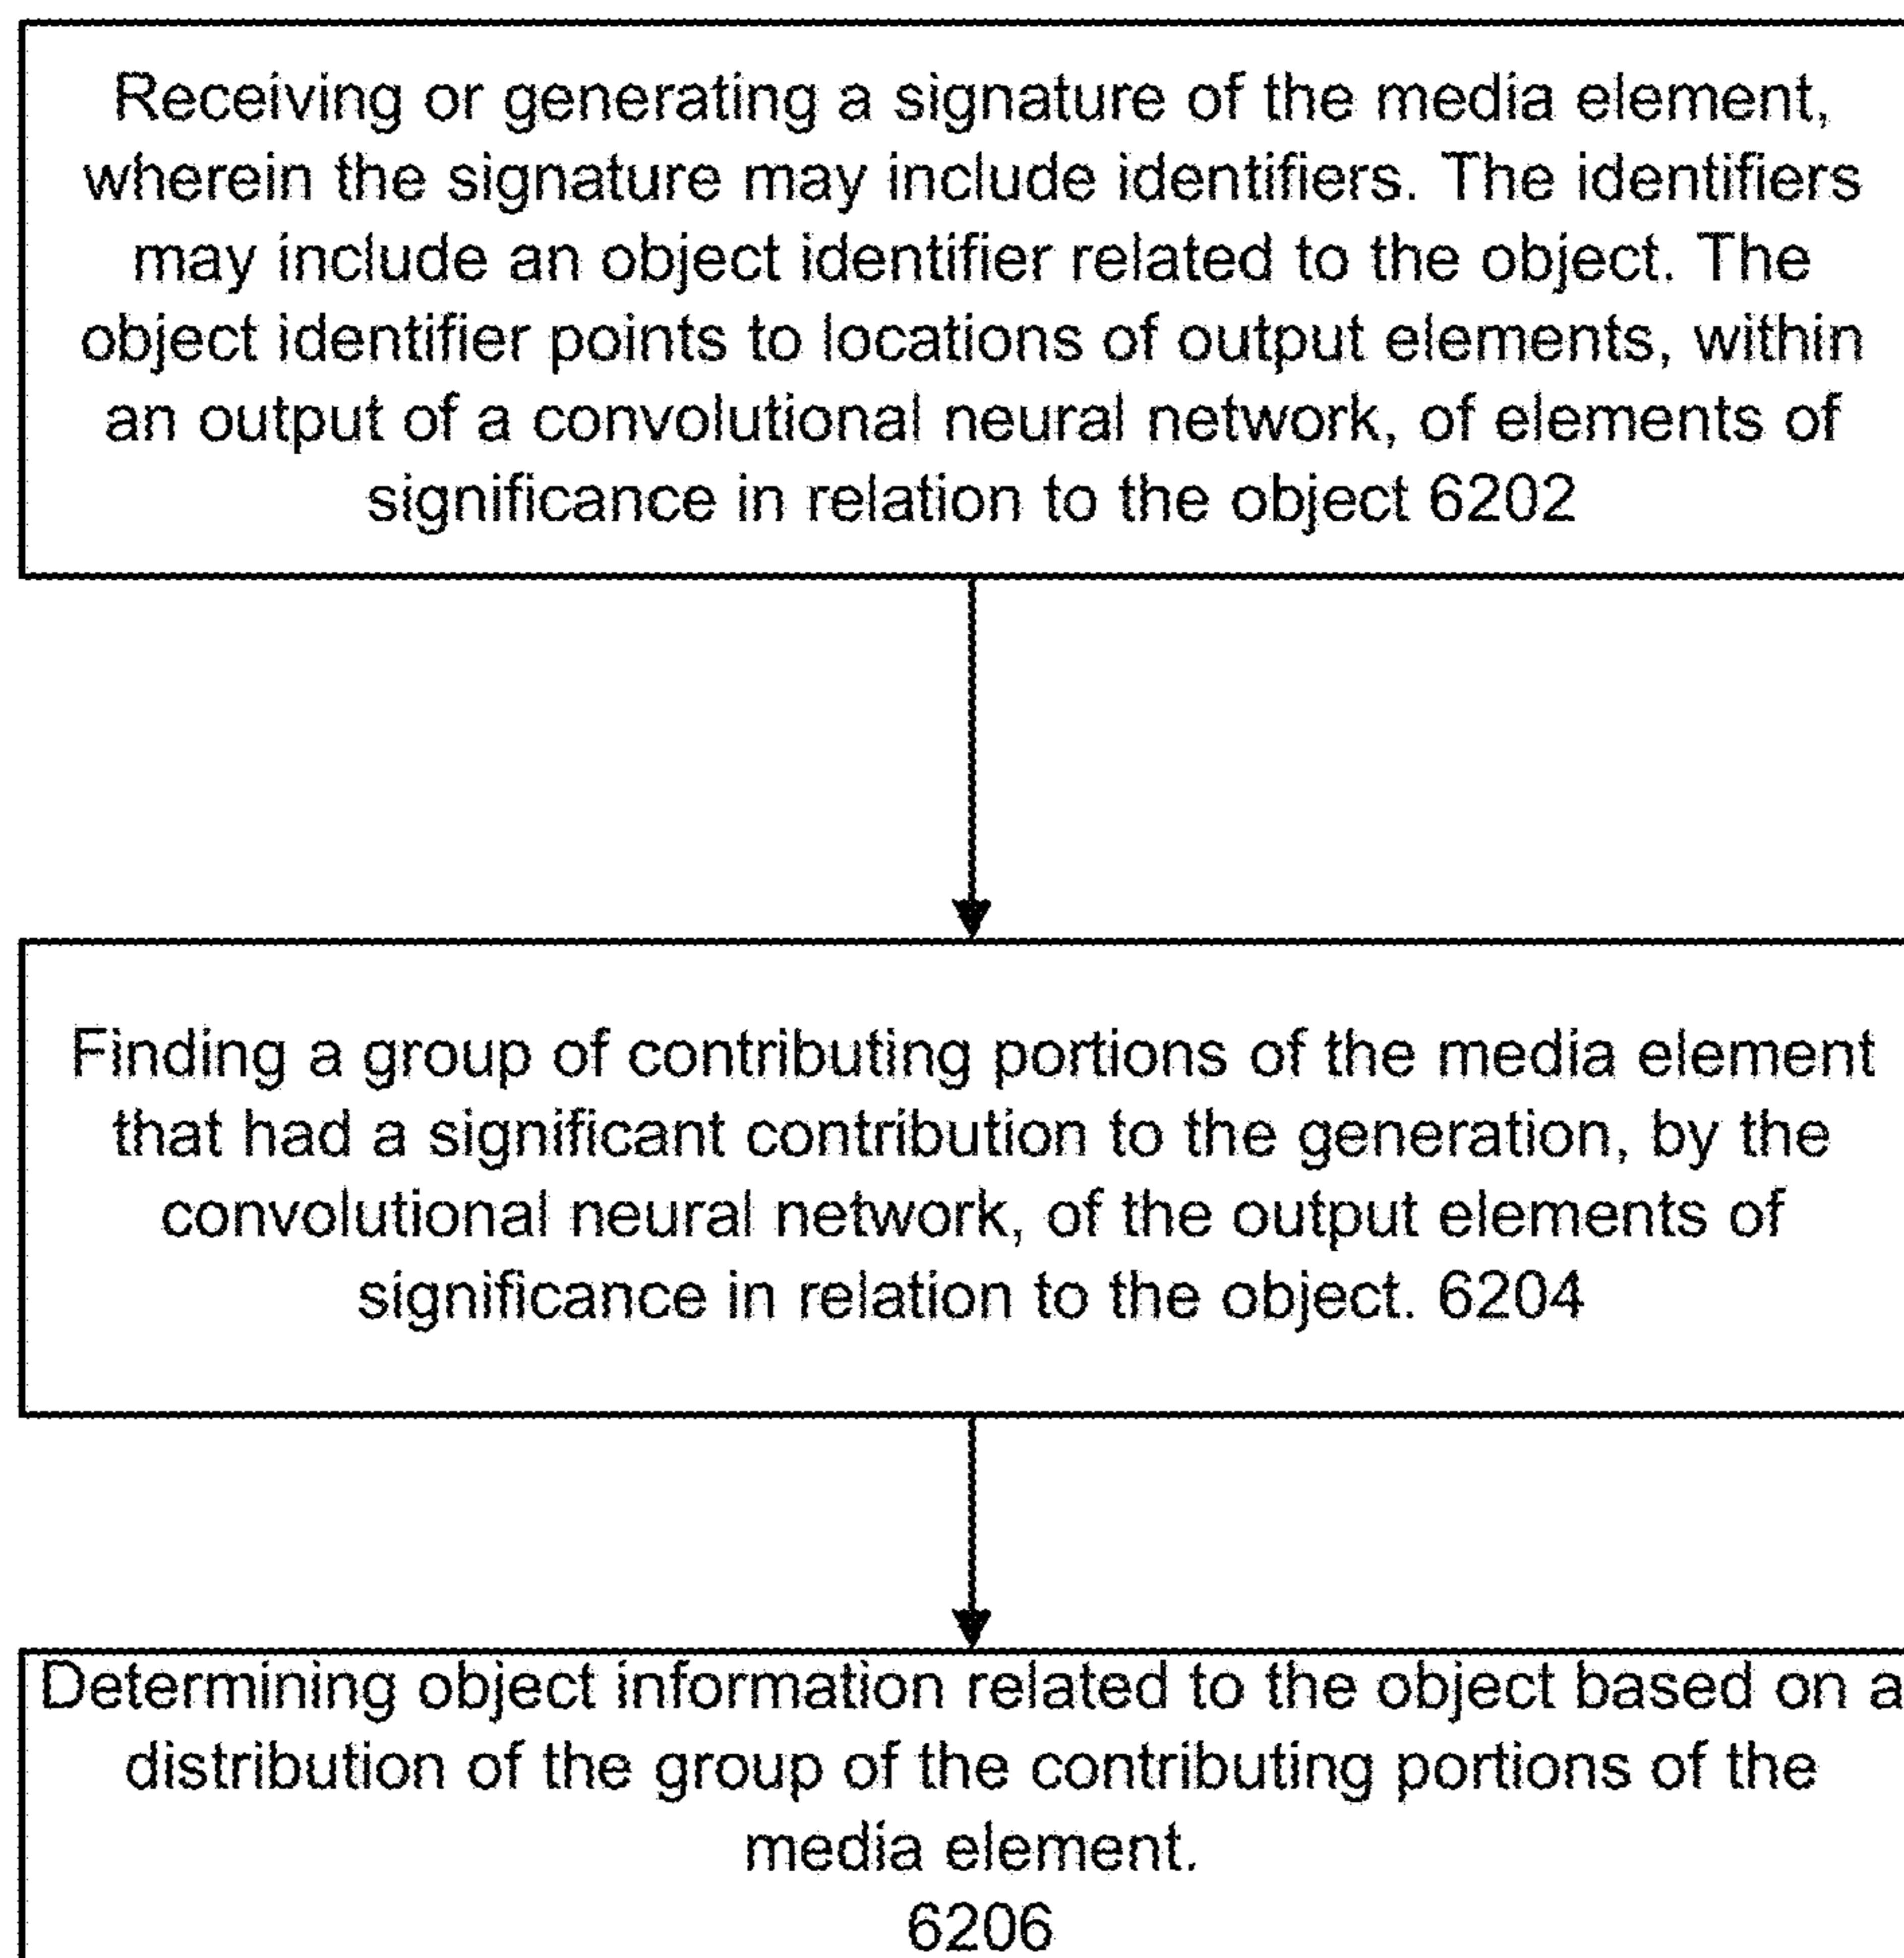 Receiving or generating a signature of the media element,
wherein the signature may include identifiers. The identifiers
may include an object identifier related to the object. The
object identifier points to locations of output elements, within
an output of a convolutional neural network, of elements of
significance in relation to the object 6202
Finding a group of contributing portions of the media element
that had a significant contribution to the generation, by the
convolutional neural network, of the output elements of
significance in relation to the object. 6204
Determining object information related to the object based on a
distribution of the group of the contributing portions of the
media element.
6206